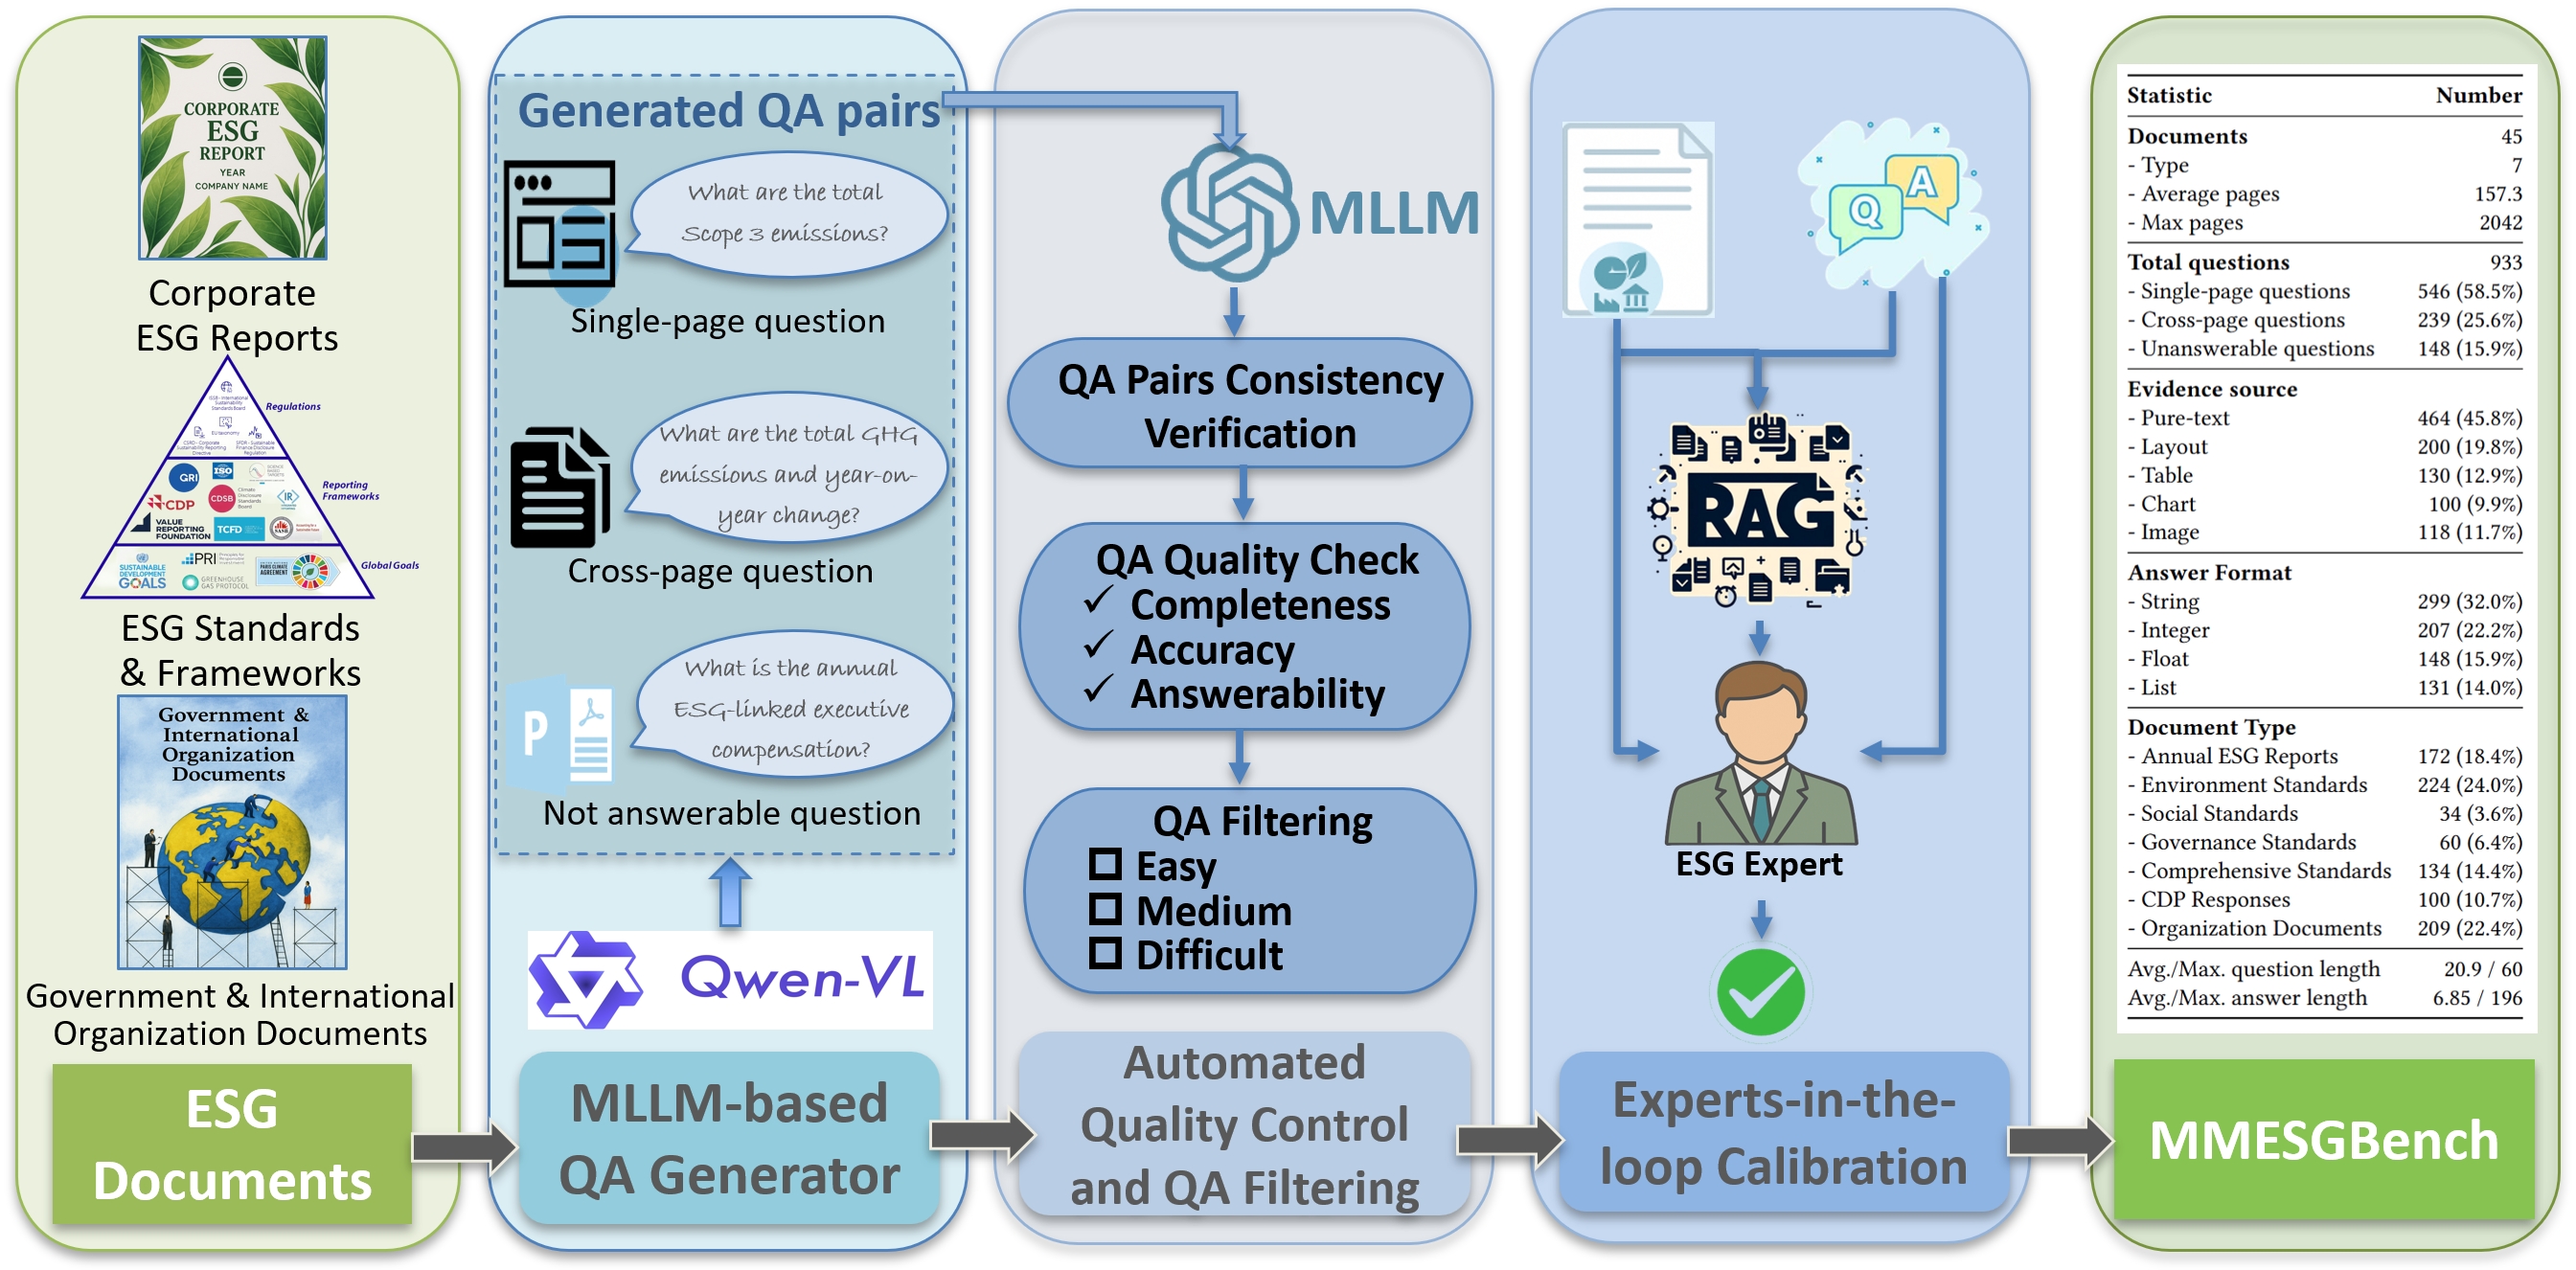 CORPORATE
ESG
REPORT
YEAR
COMPANY NAME
Corporate
ESG Reports
Regulations
GRI
ISO
CDP
CDSB
Climate
Disclosure
Standards
Board
IR
Reporting
Frameworks
VALUE
REPORTING
FOUNDATION
TCFD
SUSTAINABLE
DEVELOPMENT
GOALS
PRI
GREENHOUSE
GAS PROTOCOL
PARIS CLIMATE
AGREEMENT
Global Goals
ESG Standards
& Frameworks
Government &
International
Organization
Documents
Government & International
Organization Documents
ESG
Documents
Generated QA pairs
What are the total
Scope 3 emissions?
Single-page question
What are the total GHG
emissions and year-on-
year change?
Cross-page question
What is the annual
ESG-linked executive
compensation?
P
Not answerable question
Qwen-VL
MLLM-based
QA Generator
MLLM
QA Pairs Consistency
Verification
QA Quality Check
✓ Completeness
✓ Accuracy
✓ Answerability
QA Filtering
Easy
Medium
Difficult
Automated
Quality Control
and QA Filtering
Q
A
RAG
ESG Expert
Experts-in-the-
loop Calibration
Statistic Number
Documents 45
- Type 7
- Average pages 157.3
- Max pages 2042
Total questions 933
- Single-page questions 546 (58.5%)
- Cross-page questions 239 (25.6%)
- Unanswerable questions 148 (15.9%)
Evidence source
- Pure-text 464 (45.8%)
- Layout 200 (19.8%)
- Table 130 (12.9%)
- Chart 100 (9.9%)
- Image 118 (11.7%)
Answer Format
- String 299 (32.0%)
- Integer 207 (22.2%)
- Float 148 (15.9%)
- List 131 (14.0%)
Document Type
- Annual ESG Reports 172 (18.4%)
- Environment Standards 224 (24.0%)
- Social Standards 34 (3.6%)
- Governance Standards 60 (6.4%)
- Comprehensive Standards 134 (14.4%)
- CDP Responses 100 (10.7%)
- Organization Documents 209 (22.4%)
Avg./Max. question length 20.9 / 60
Avg./Max. answer length 6.85 / 196
MMESGBench